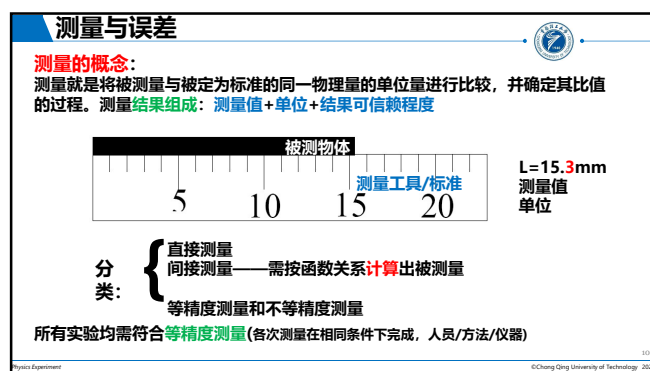 测量与误差
测量的概念：
测量就是将被测量与被定为标准的同一物理量的单位量进行比较，并确定其比值
的过程。测量结果组成：测量值+单位+结果可信赖程度
被测物体
测量工具/标准
5 10 15 20
L=15.3mm
测量值
单位
分
类：
{
直接测量
间接测量——需按函数关系计算出被测量
等精度测量和不等精度测量
所有实验均需符合等精度测量(各次测量在相同条件下完成，人员/方法/仪器)
Physics Experiment
©Chong Qing University of Technology